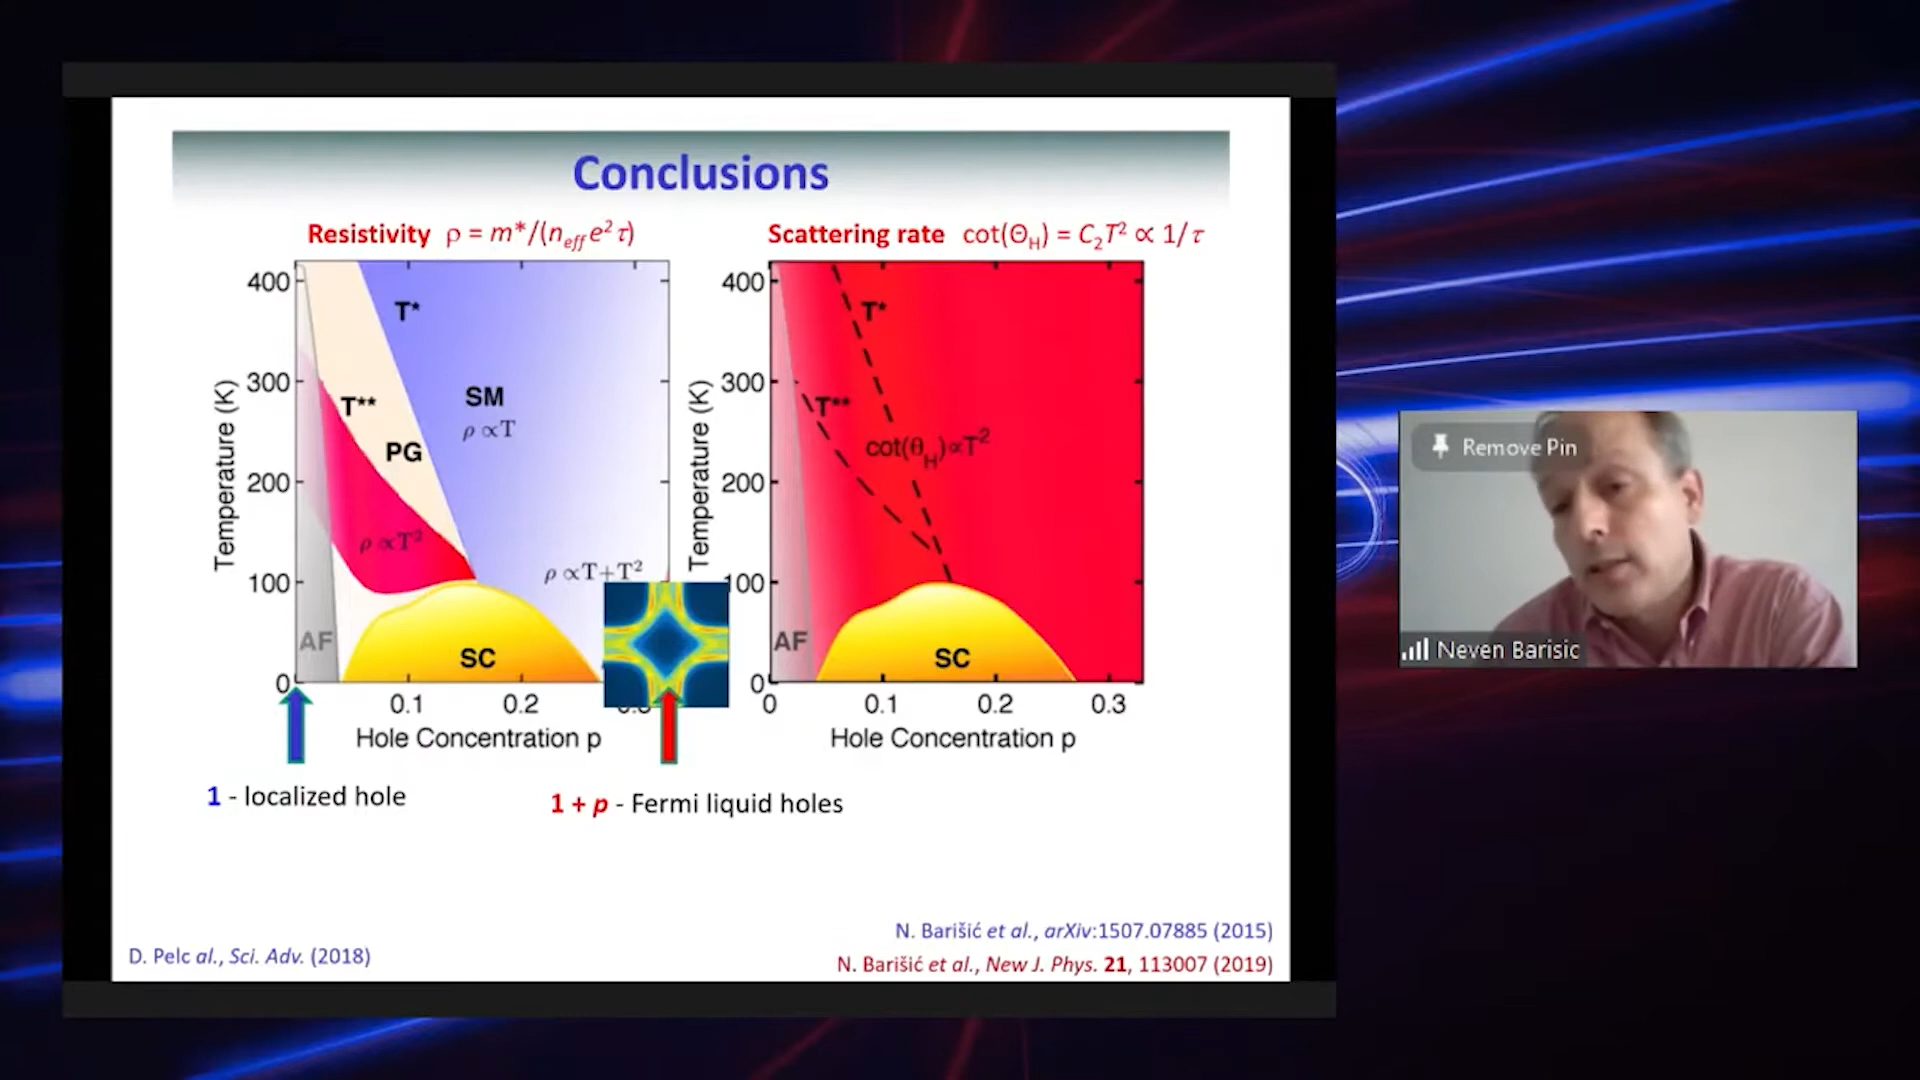 Conclusions
Resistivity ρ = m*/(n_eff e² τ)
Scattering rate cot(Θ_H) = C₂T² ∝ 1/τ
400
300
200
100
0
Temperature (K)
T*
T**
PG
SM
ρ ∝T
ρ ∝T²
ρ ∝T+T²
AF
SC
0.1
0.2
Hole Concentration p
400
300
200
100
0
Temperature (K)
T*
T**
cot(θ_H)∝T²
AF
SC
0
0.1
0.2
0.3
Hole Concentration p
1 - localized hole
1 + p - Fermi liquid holes
N. Barišić et al., arXiv:1507.07885 (2015)
D. Pelc al., Sci. Adv. (2018)
N. Barišić et al., New J. Phys. 21, 113007 (2019)
Remove Pin
Neven Barisic